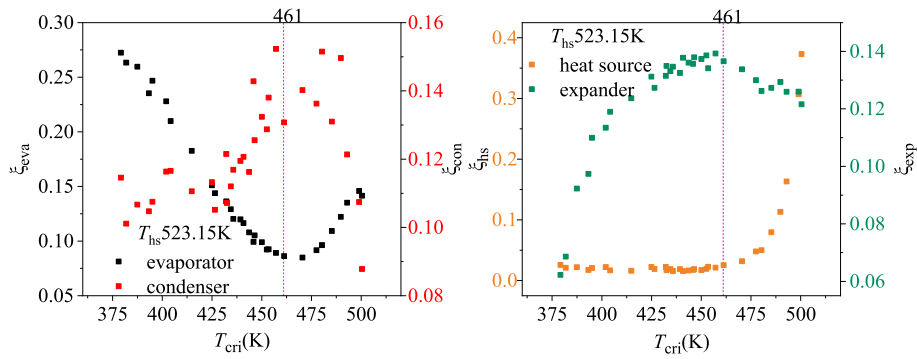 461
0.30
0.25
0.20
0.15
0.10
0.05
ξeva
0.16
0.14
0.12
0.10
0.08
ξcon
Ths523.15K
evaporator
condenser
375 400 425 450 475 500
Tcri(K)
461
0.4
0.3
0.2
0.1
0.0
ξhs
0.14
0.12
0.10
0.08
0.06
ξexp
Ths523.15K
heat source
expander
375 400 425 450 475 500
Tcri(K)